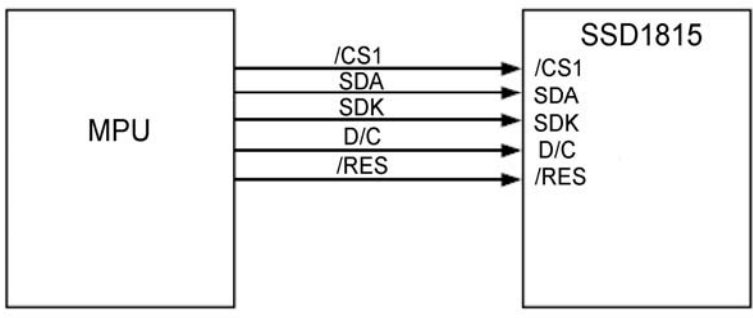 SSD1815
/CS1
/CS1
SDA
SDA
SDK
SDK
MPU
D/C
D/C
/RES
/RES